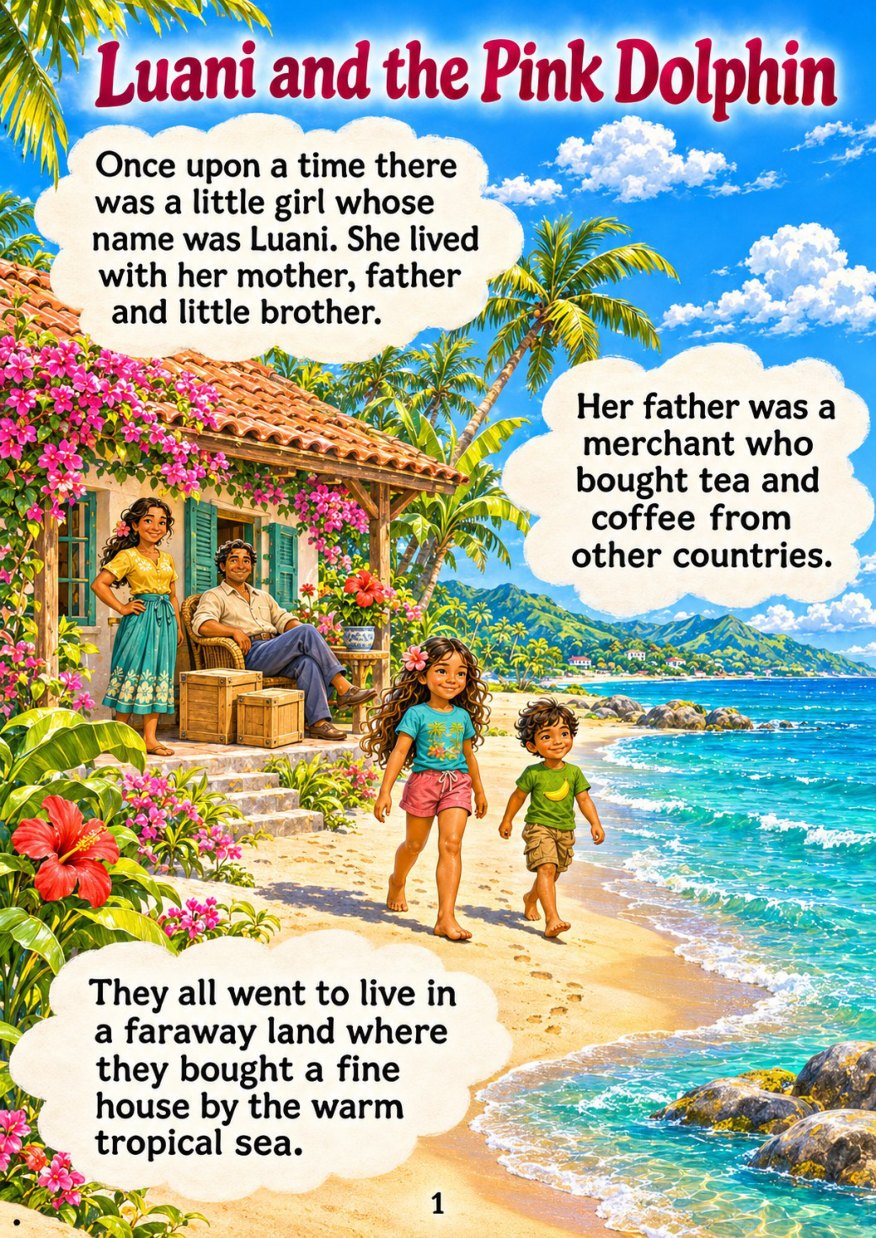 Luani and the Pink Dolphin
Once upon a time there
was a little girl whose
name was Luani. She lived
with her mother, father
and little brother.
Her father was a
merchant who
bought tea and
coffee from
other countries.
They all went to live in
a faraway land where
they bought a fine
house by the warm
tropical sea.
1